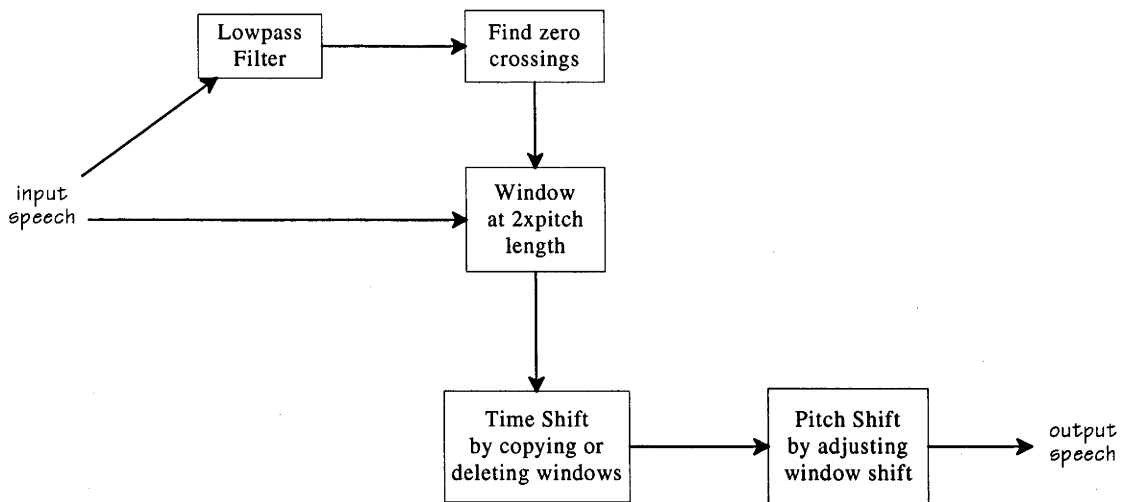 Lowpass
Filter
Find zero
crossings
input
speech
Window
at 2xpitch
length
Time Shift
by copying or
deleting windows
Pitch Shift
by adjusting
window shift
output
speech